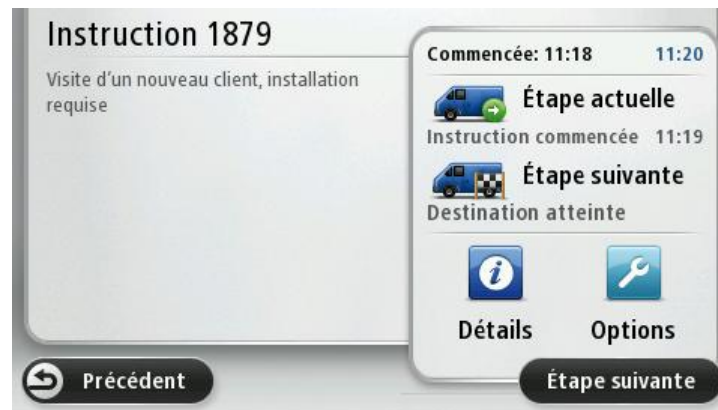 Instruction 1879
Visite d'un nouveau client, installation
requise
Commencée: 11:18 11:20
Étape actuelle
Instruction commencée 11:19
Étape suivante
Destination atteinte
Détails Options
Précédent
Étape suivante